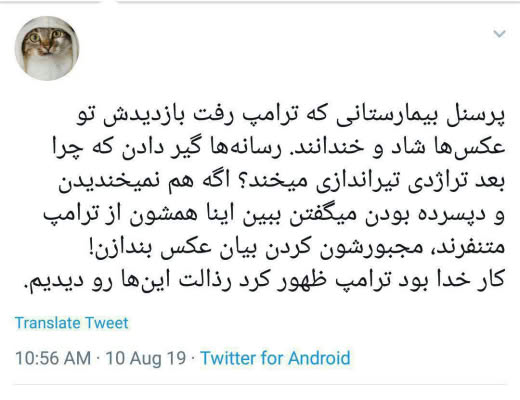 پرسنل بیمارستانی که ترامپ رفت بازدیدش تو
عکس‌ها شاد و خندانند. رسانه‌ها گیر دادن که چرا
بعد تراژدی تیراندازی میخند؟ اگه هم نمیخندیدن
و دپسرده بودن میگفتن ببین اینا همشون از ترامپ
متنفرند، مجبورشون کردن بیان عکس بندازن!
کار خدا بود ترامپ ظهور کرد رذالت این‌ها رو دیدیم.
Translate Tweet
10:56 AM · 10 Aug 19 · Twitter for Android